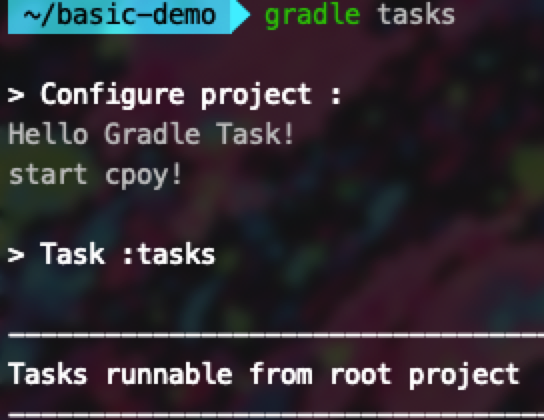 ~/basic-demo gradle tasks
> Configure project :
Hello Gradle Task!
start cpoy!
> Task :tasks
------------------------------------------------------------
Tasks runnable from root project
------------------------------------------------------------